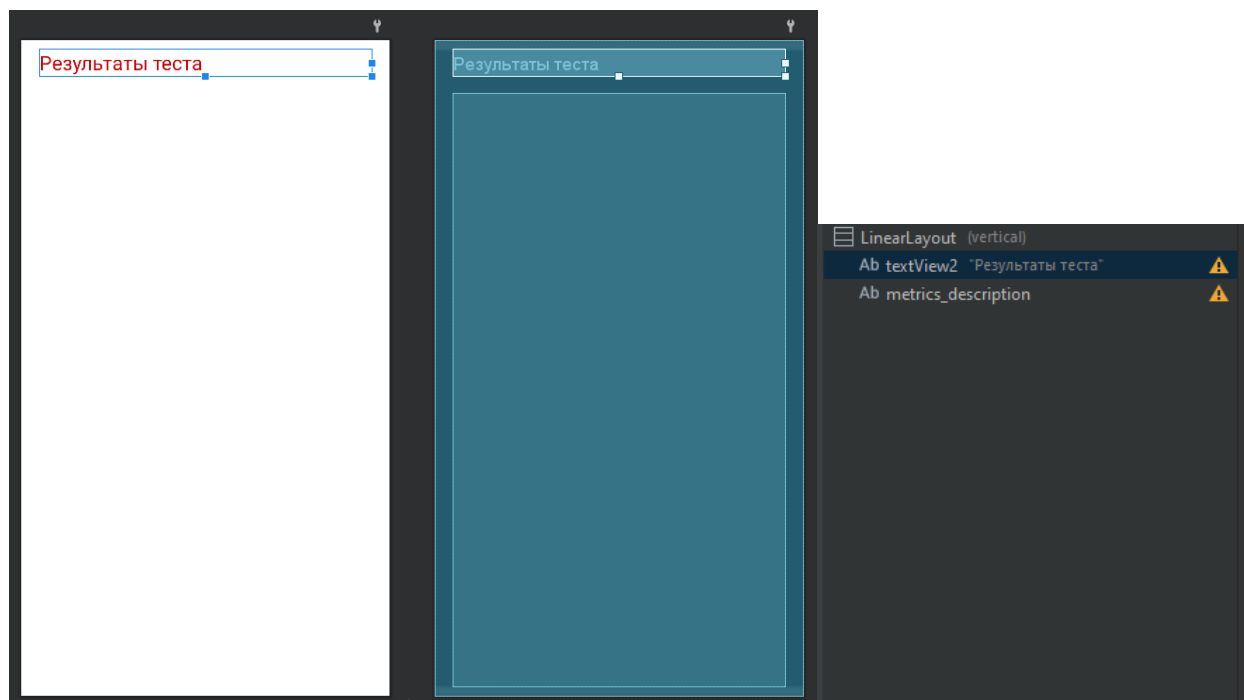 Результаты теста
Результаты теста
LinearLayout (vertical)
Ab textView2 "Результаты теста"
Ab metrics_description